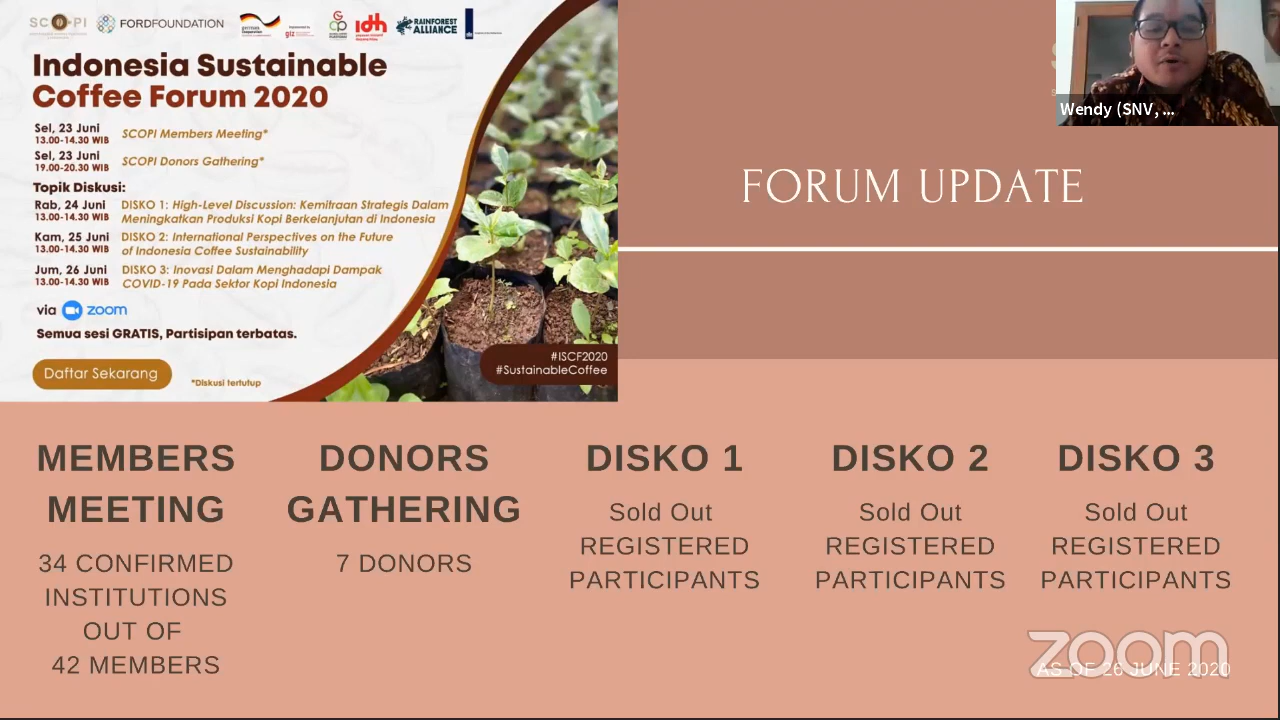 SCOPI
FORDFOUNDATION
german
cooperation
giz
idh
RAINFOREST
ALLIANCE
Indonesia Sustainable
Coffee Forum 2020
Sel, 23 Juni
13.00-14.30 WIB
SCOPI Members Meeting*
Sel, 23 Juni
19.00-20.30 WIB
SCOPI Donors Gathering*
Topik Diskusi:
Rab, 24 Juni
13.00-14.30 WIB
DISKO 1: High-Level Discussion: Kemitraan Strategis Dalam
Meningkatkan Produksi Kopi Berkelanjutan di Indonesia
Kam, 25 Juni
13.00-14.30 WIB
DISKO 2: International Perspectives on the Future
of Indonesia Coffee Sustainability
Jum, 26 Juni
13.00-14.30 WIB
DISKO 3: Inovasi Dalam Menghadapi Dampak
COVID-19 Pada Sektor Kopi Indonesia
via zoom
Semua sesi GRATIS, Partisipan terbatas.
Daftar Sekarang
*Diskusi tertutup
#ISCF2020
#SustainableCoffee
Wendy (SNV, ...
FORUM UPDATE
MEMBERS
MEETING
34 CONFIRMED
INSTITUTIONS
OUT OF
42 MEMBERS
DONORS
GATHERING
7 DONORS
DISKO 1
Sold Out
REGISTERED
PARTICIPANTS
DISKO 2
Sold Out
REGISTERED
PARTICIPANTS
DISKO 3
Sold Out
REGISTERED
PARTICIPANTS
zoom
AS OF 26 JUNE 2020